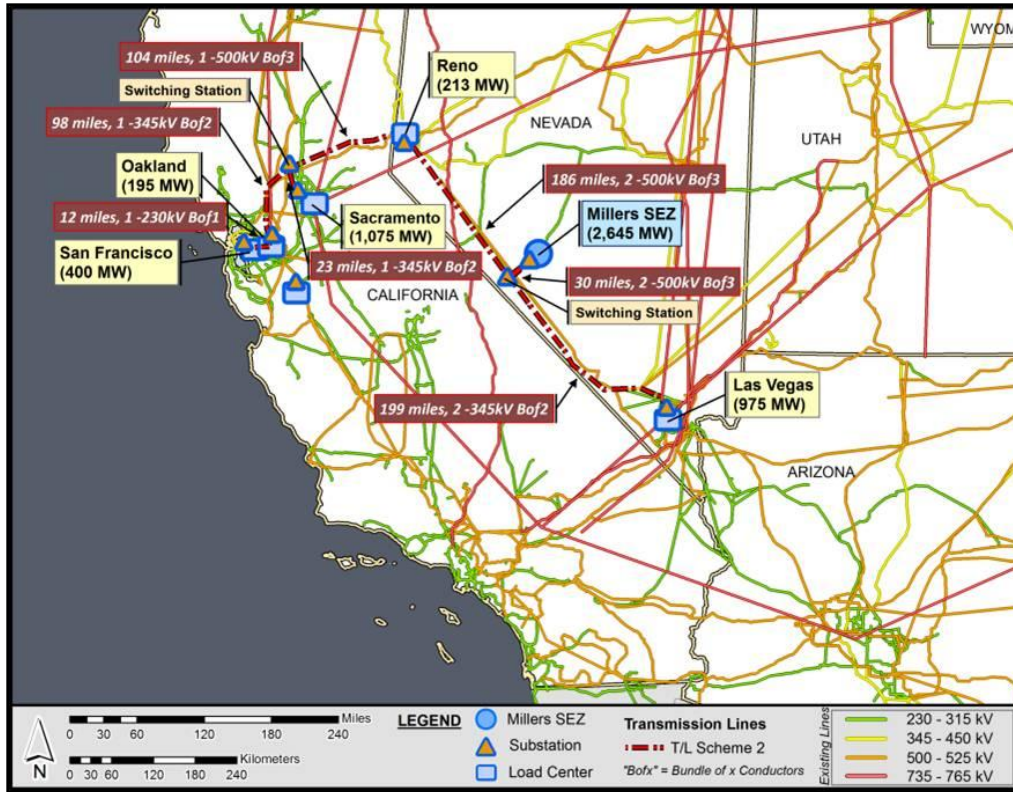 WYOM
104 miles, 1 -500kV Bof3
Reno
(213 MW)
Switching Station
NEVADA
98 miles, 1 -345kV Bof2
UTAH
Oakland
(195 MW)
186 miles, 2 -500kV Bof3
Millers SEZ
(2,645 MW)
12 miles, 1 -230kV Bof1
Sacramento
(1,075 MW)
San Francisco
(400 MW)
23 miles, 1 -345kV Bof2
30 miles, 2 -500kV Bof3
CALIFORNIA
Switching Station
199 miles, 2 -345kV Bof2
Las Vegas
(975 MW)
ARIZONA
Miles
0 30 60 120 180 240
Kilometers
0 30 60 120 180 240
N
LEGEND
Millers SEZ
Substation
Load Center
Transmission Lines
T/L Scheme 2
"Bofx" = Bundle of x Conductors
Existing Lines
230 - 315 kV
345 - 450 kV
500 - 525 kV
735 - 765 kV